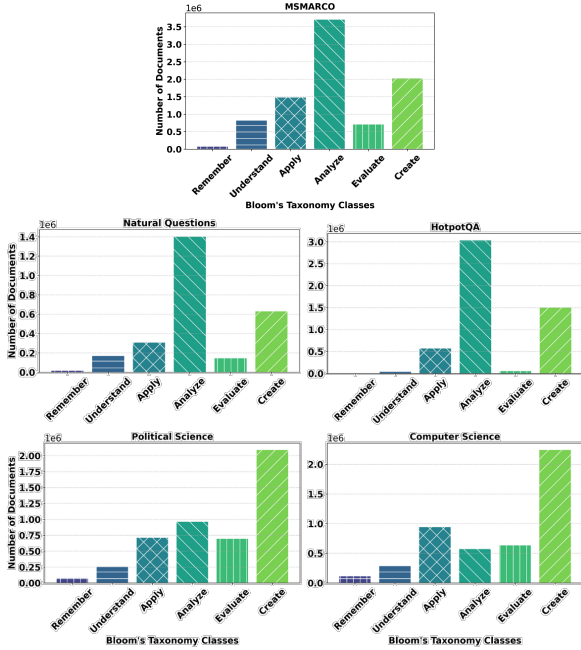 MSMARCO
1e6
Number of Documents
3.5
3.0
2.5
2.0
1.5
1.0
0.5
0.0
Remember
Understand
Apply
Analyze
Evaluate
Create
Bloom's Taxonomy Classes
Natural Questions
1e6
Number of Documents
1.4
1.2
1.0
0.8
0.6
0.4
0.2
0.0
Remember
Understand
Apply
Analyze
Evaluate
Create
HotpotQA
1e6
3.0
2.5
2.0
1.5
1.0
0.5
0.0
Remember
Understand
Apply
Analyze
Evaluate
Create
Political Science
1e6
Number of Documents
2.00
1.75
1.50
1.25
1.00
0.75
0.50
0.25
0.00
Remember
Understand
Apply
Analyze
Evaluate
Create
Bloom's Taxonomy Classes
Computer Science
1e6
2.0
1.5
1.0
0.5
0.0
Remember
Understand
Apply
Analyze
Evaluate
Create
Bloom's Taxonomy Classes